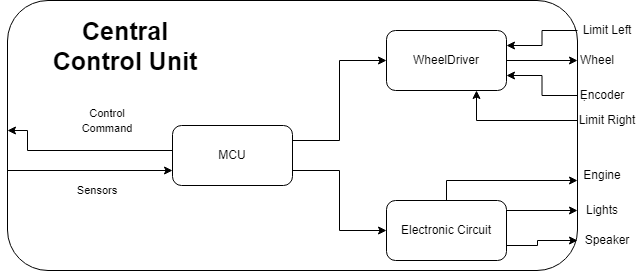 Central
Control Unit
Control
Command
Sensors
MCU
WheelDriver
Electronic Circuit
Limit Left
Wheel
Encoder
Limit Right
Engine
Lights
Speaker